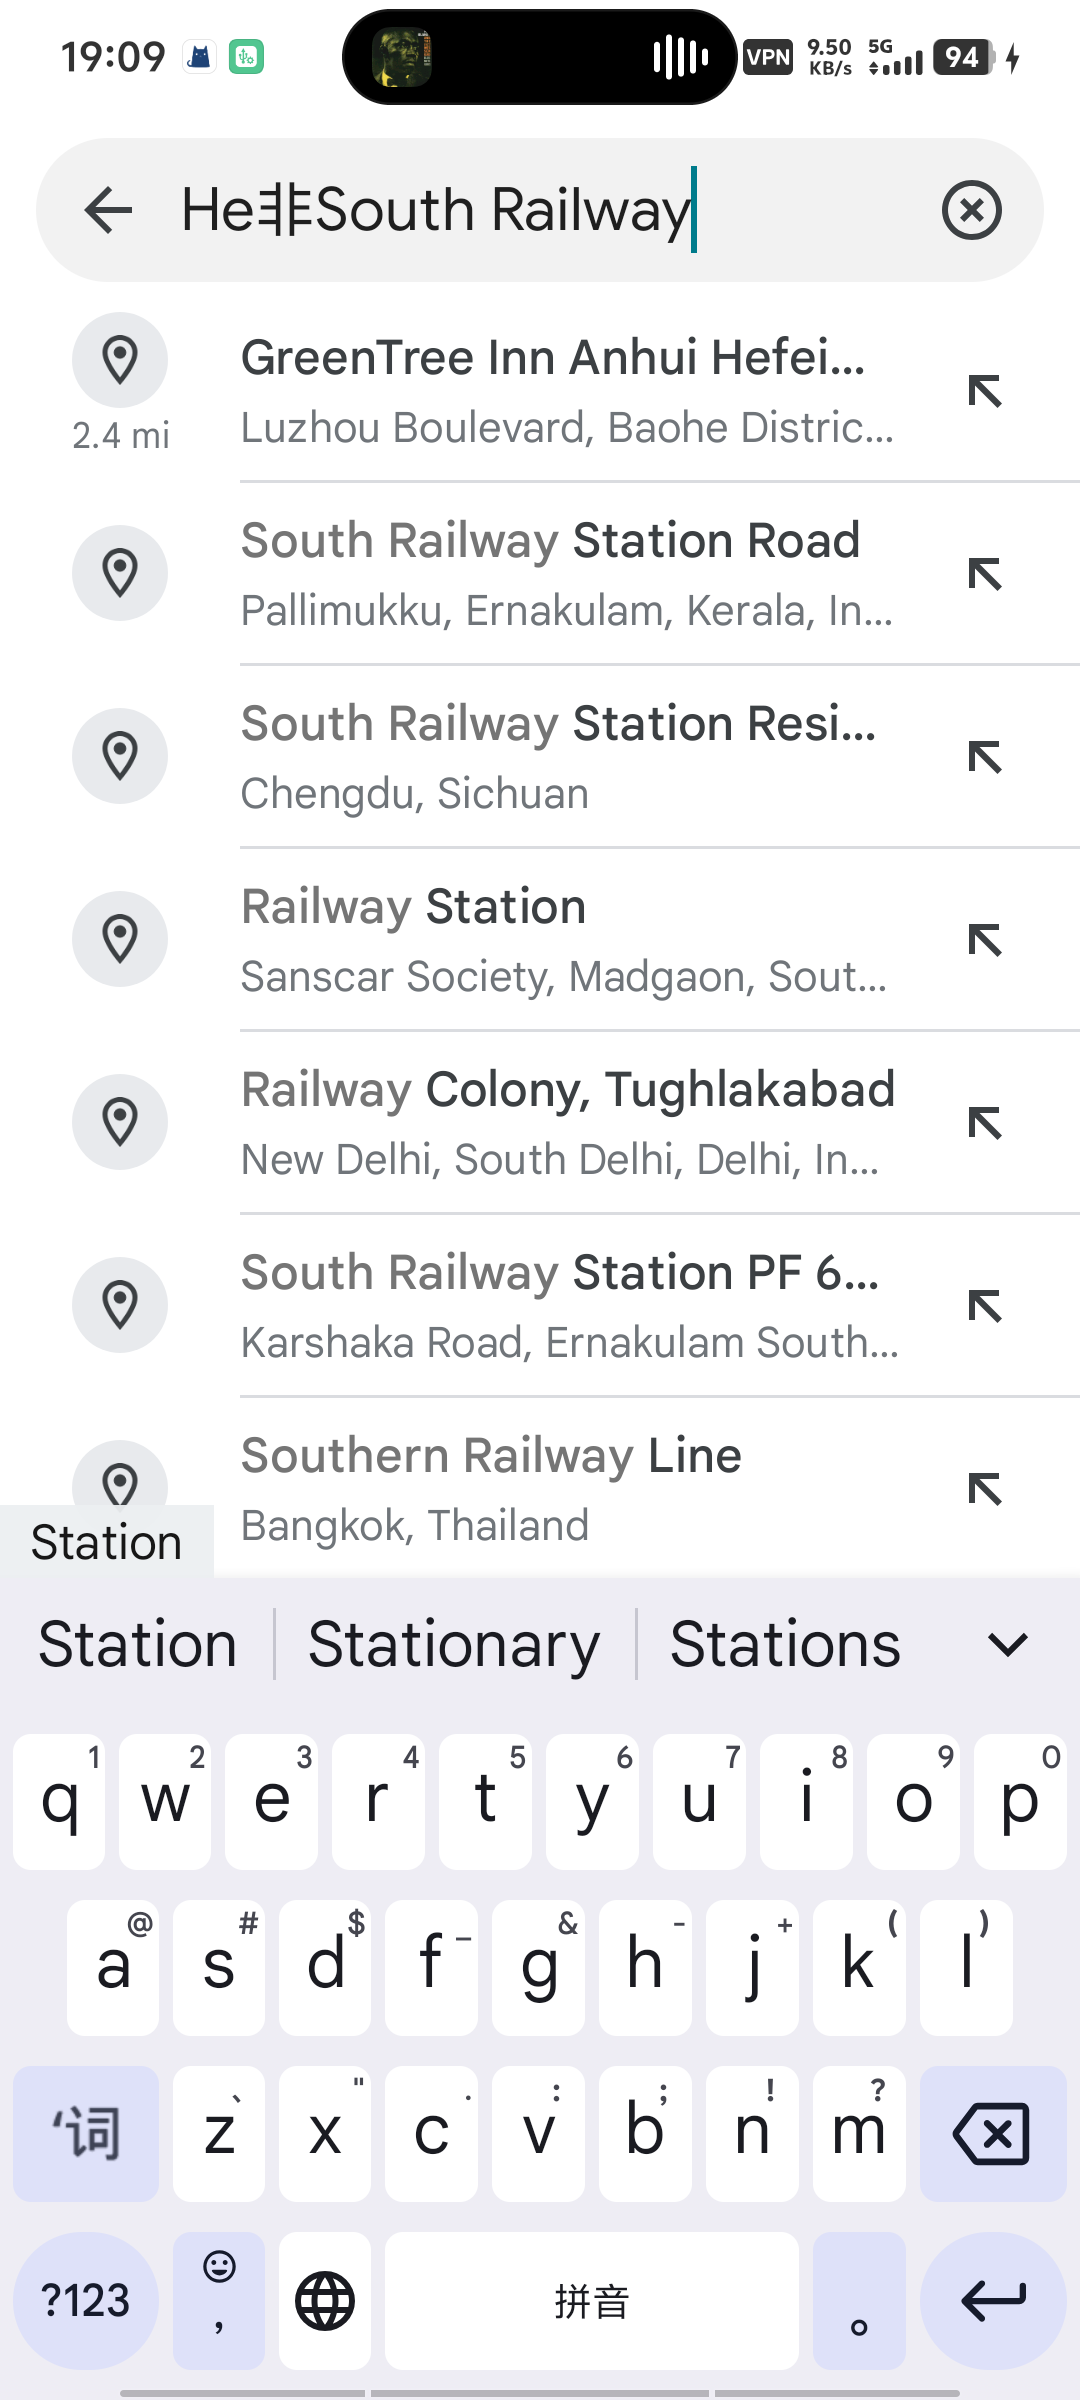 19:09
VPN 9.50 KB/s 5G 94
He非South Railway
GreenTree Inn Anhui Hefei...
Luzhou Boulevard, Baohe Distric...
2.4 mi
South Railway Station Road
Pallimukku, Ernakulam, Kerala, In...
South Railway Station Resi...
Chengdu, Sichuan
Railway Station
Sanscar Society, Madgaon, Sout...
Railway Colony, Tughlakabad
New Delhi, South Delhi, Delhi, In...
South Railway Station PF 6...
Karshaka Road, Ernakulam South...
Southern Railway Line
Bangkok, Thailand
Station
Station Stationary Stations
1 2 3 4 5 6 7 8 9 0
q w e r t y u i o p
@ # $ _ & - + ( )
a s d f g h j k l
、 " . : ; ! ?
'词 z x c v b n m
?123 , 拼音 。